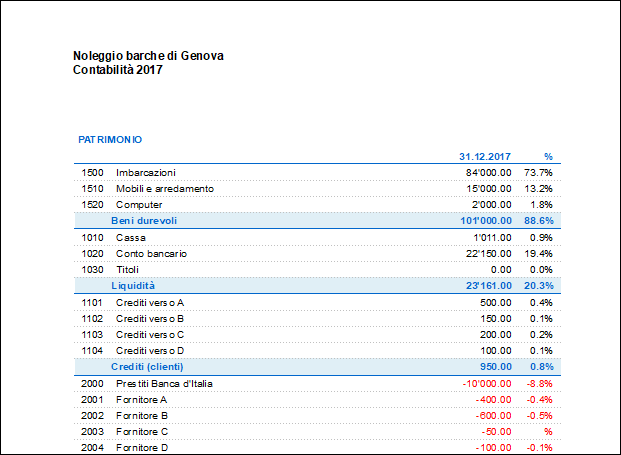 Noleggio barche di Genova
Contabilità 2017
PATRIMONIO
31.12.2017 %
1500 Imbarcazioni 84'000.00 73.7%
1510 Mobili e arredamento 15'000.00 13.2%
1520 Computer 2'000.00 1.8%
Beni durevoli 101'000.00 88.6%
1010 Cassa 1'011.00 0.9%
1020 Conto bancario 22'150.00 19.4%
1030 Titoli 0.00 0.0%
Liquidità 23'161.00 20.3%
1101 Crediti verso A 500.00 0.4%
1102 Crediti verso B 150.00 0.1%
1103 Crediti verso C 200.00 0.2%
1104 Crediti verso D 100.00 0.1%
Crediti (clienti) 950.00 0.8%
2000 Prestiti Banca d'Italia -10'000.00 -8.8%
2001 Fornitore A -400.00 -0.4%
2002 Fornitore B -600.00 -0.5%
2003 Fornitore C -50.00 %
2004 Fornitore D -100.00 -0.1%